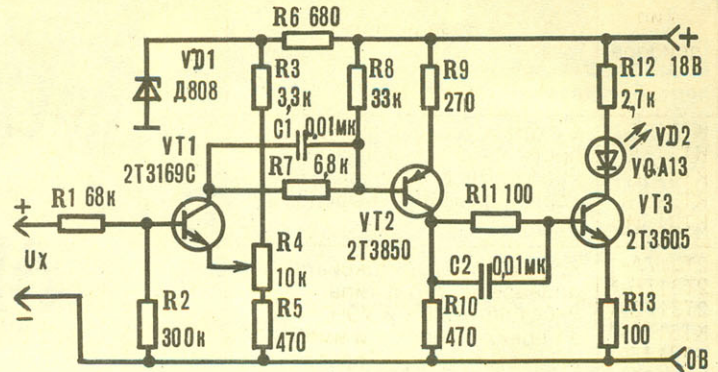 R6 680
+
18В
VD1
Д808
R3
3,3к
R8
33к
R9
270
R12
2,7к
C1 0,01мк
VT1
2Т3169С
R7 6,8к
VD2
VQA13
R1 68к
+
Uх
–
R4
10к
VT2
2Т3850
R11 100
VT3
2Т3605
C2 0,01мк
R2
300к
R5
470
R10
470
R13
100
0В